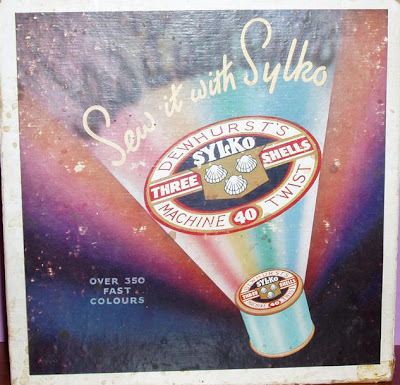 Sew it with Sylko
DEWHURST'S
SYLKO
THREE SHELLS
MACHINE 40 TWIST
OVER 350
FAST
COLOURS
DEWHURST'S
SYLKO
THREE SHELLS
40